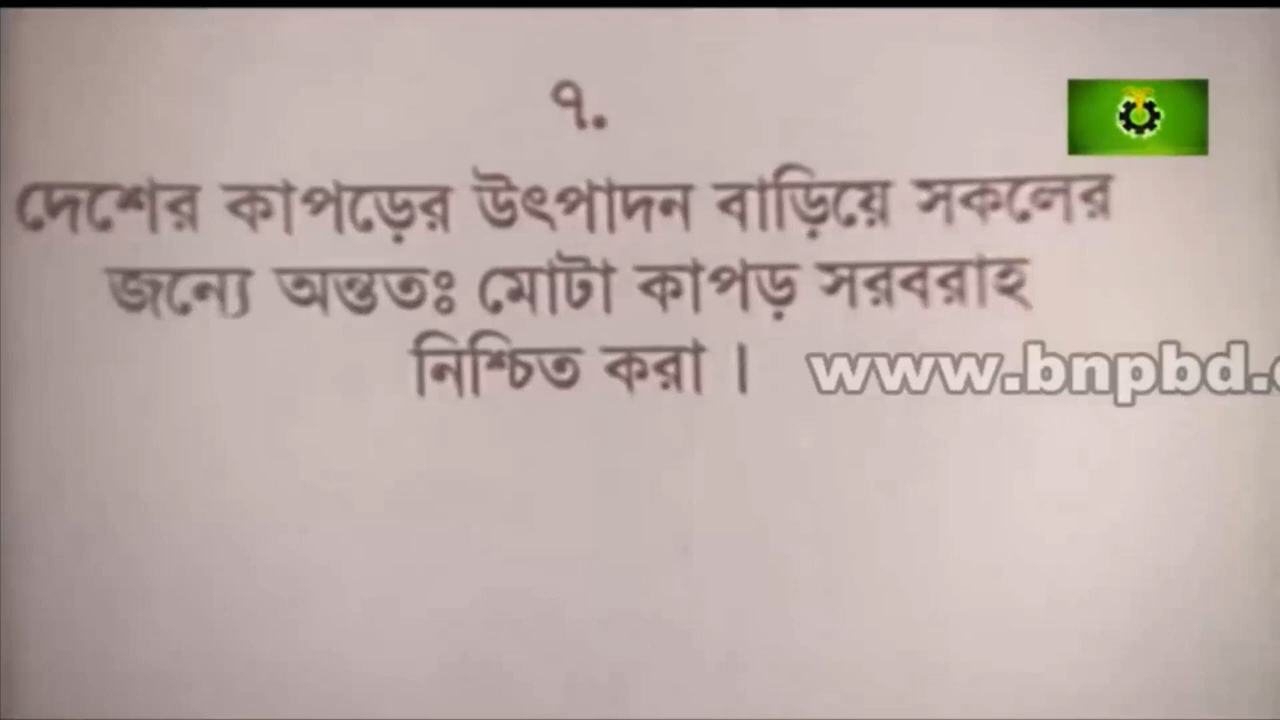 ৭.
দেশের কাপড়ের উৎপাদন বাড়িয়ে সকলের
জন্যে অন্ততঃ মোটা কাপড় সরবরাহ
নিশ্চিত করা ।
www.bnpbd.